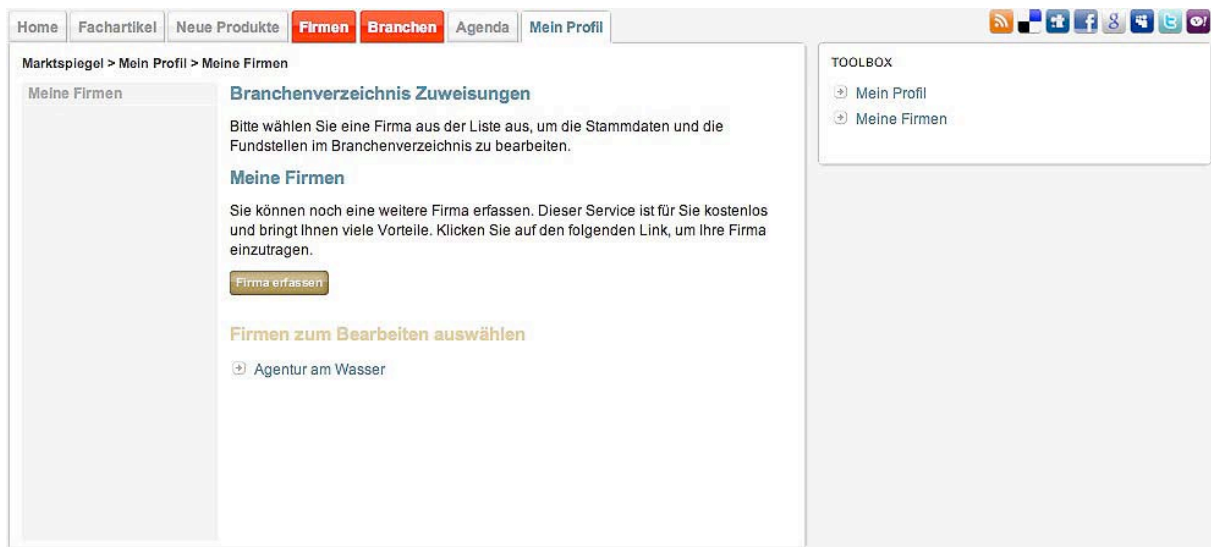 Home Fachartikel Neue Produkte Firmen Branchen Agenda Mein Profil
Marktspiegel > Mein Profil > Meine Firmen
Meine Firmen
Branchenverzeichnis Zuweisungen
Bitte wählen Sie eine Firma aus der Liste aus, um die Stammdaten und die
Fundstellen im Branchenverzeichnis zu bearbeiten.
Meine Firmen
Sie können noch eine weitere Firma erfassen. Dieser Service ist für Sie kostenlos
und bringt Ihnen viele Vorteile. Klicken Sie auf den folgenden Link, um Ihre Firma
einzutragen.
Firma erfassen
Firmen zum Bearbeiten auswählen
Agentur am Wasser
TOOLBOX
Mein Profil
Meine Firmen